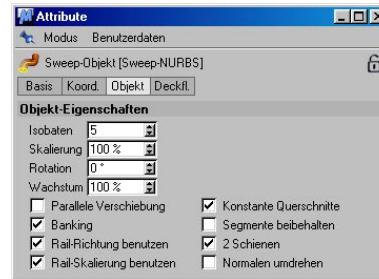 Attribute
Modus Benutzerdaten
Sweep-Objekt [Sweep-NURBS]
Basis Koord. Objekt Deckfl.
Objekt-Eigenschaften
Isobaten 5
Skalierung 100 %
Rotation 0 °
Wachstum 100 %
Parallele Verschiebung Konstante Querschnitte
Banking Segmente beibehalten
Rail-Richtung benutzen 2 Schienen
Rail-Skalierung benutzen Normalen umdrehen